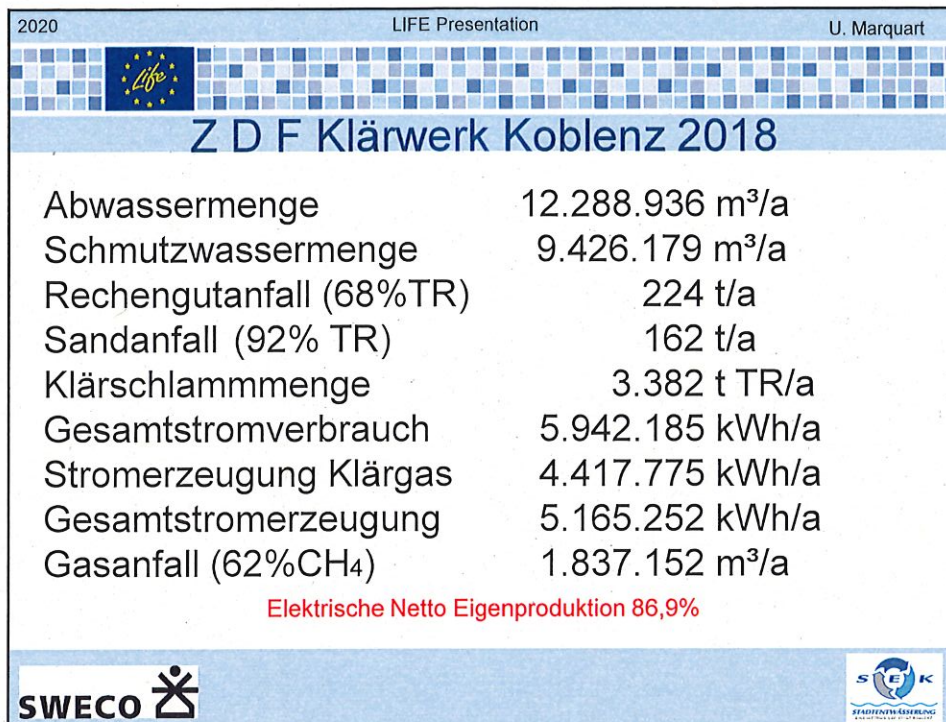 2020 LIFE Presentation U. Marquart
Life
Z D F Klärwerk Koblenz 2018
Abwassermenge 12.288.936 m³/a
Schmutzwassermenge 9.426.179 m³/a
Rechengutanfall (68%TR) 224 t/a
Sandanfall (92% TR) 162 t/a
Klärschlammmenge 3.382 t TR/a
Gesamtstromverbrauch 5.942.185 kWh/a
Stromerzeugung Klärgas 4.417.775 kWh/a
Gesamtstromerzeugung 5.165.252 kWh/a
Gasanfall (62%CH₄) 1.837.152 m³/a
Elektrische Netto Eigenproduktion 86,9%
SWECO
S E K
STADTENTWÄSSERUNG